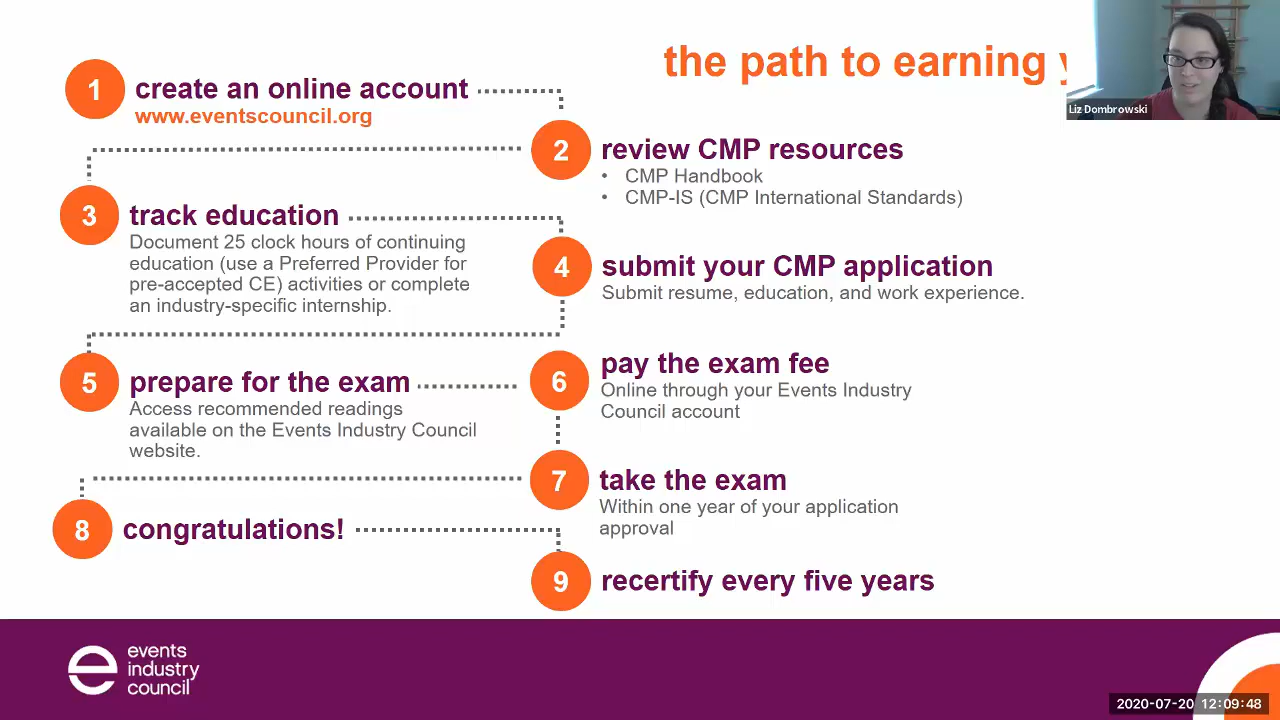 the path to earning
Liz Dombrowski
1
create an online account
www.eventscouncil.org
2
review CMP resources
• CMP Handbook
• CMP-IS (CMP International Standards)
3
track education
Document 25 clock hours of continuing
education (use a Preferred Provider for
pre-accepted CE) activities or complete
an industry-specific internship.
4
submit your CMP application
Submit resume, education, and work experience.
5
prepare for the exam
Access recommended readings
available on the Events Industry Council
website.
6
pay the exam fee
Online through your Events Industry
Council account
7
take the exam
Within one year of your application
approval
8
congratulations!
9
recertify every five years
e
events
industry
council
2020-07-20 12:09:48